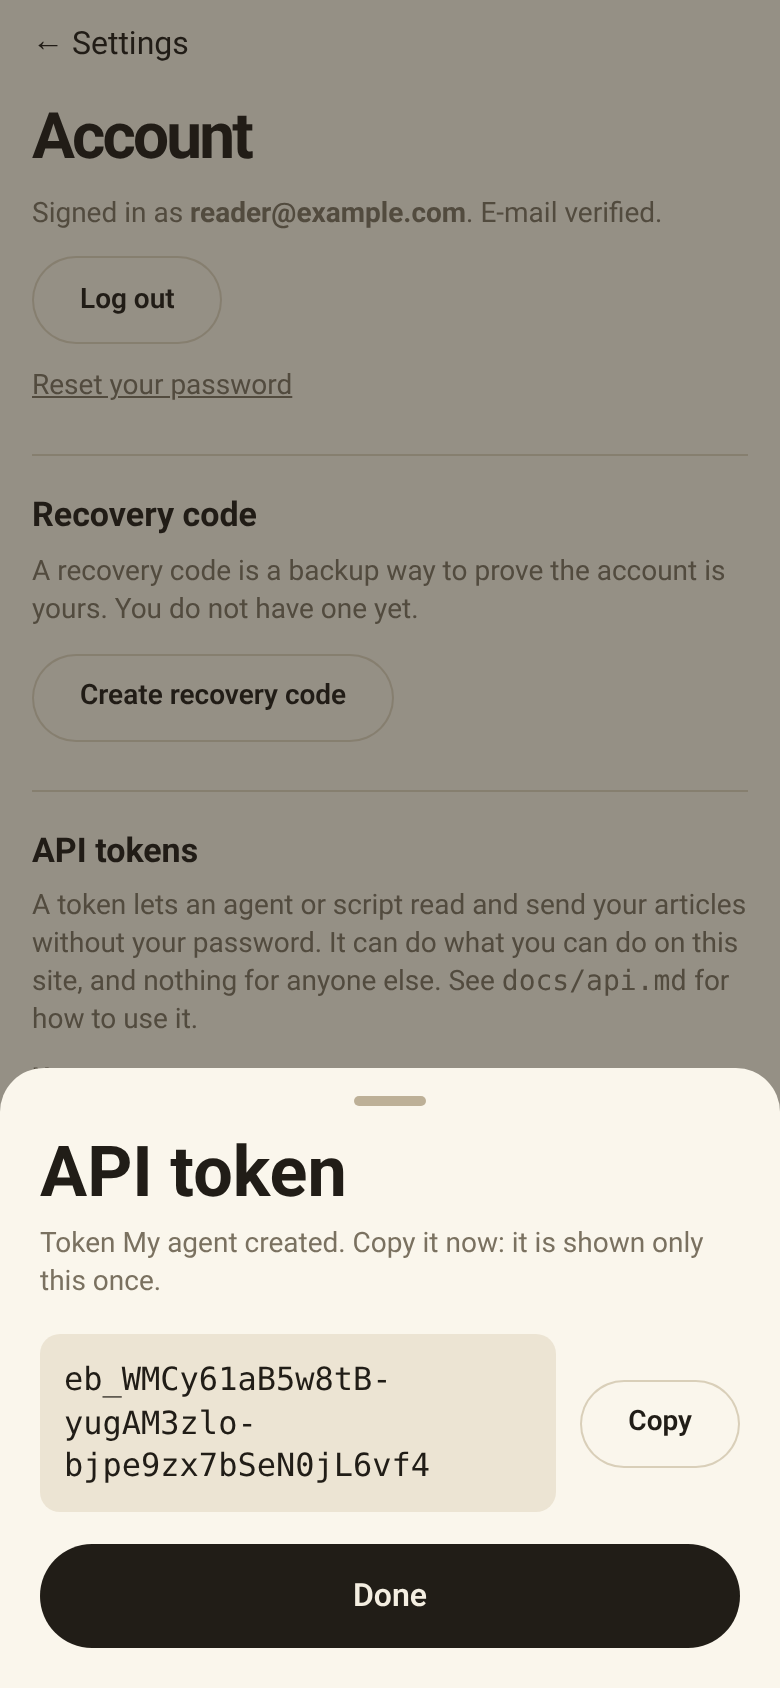 ← Settings
Account
Signed in as reader@example.com. E-mail verified.
Log out
Reset your password
Recovery code
A recovery code is a backup way to prove the account is
yours. You do not have one yet.
Create recovery code
API tokens
A token lets an agent or script read and send your articles
without your password. It can do what you can do on this
site, and nothing for anyone else. See docs/api.md for
how to use it.
API token
Token My agent created. Copy it now: it is shown only
this once.
eb_WMCy61aB5w8tB-
yugAM3zlo-
bjpe9zx7bSeN0jL6vf4
Copy
Done